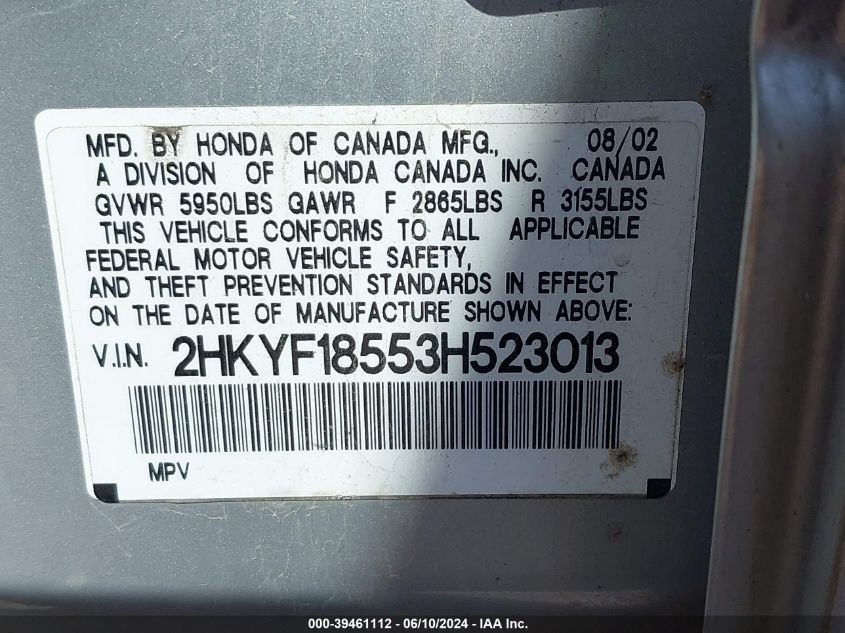 MFD. BY HONDA OF CANADA MFG., 08/02
A DIVISION OF HONDA CANADA INC. CANADA
GVWR 5950LBS GAWR F 2865LBS R 3155LBS
THIS VEHICLE CONFORMS TO ALL APPLICABLE
FEDERAL MOTOR VEHICLE SAFETY,
AND THEFT PREVENTION STANDARDS IN EFFECT
ON THE DATE OF MANUFACTURE SHOWN ABOVE:
V.I.N. 2HKYF18553H523013
MPV
000-39461112 - 06/10/2024 - IAA Inc.